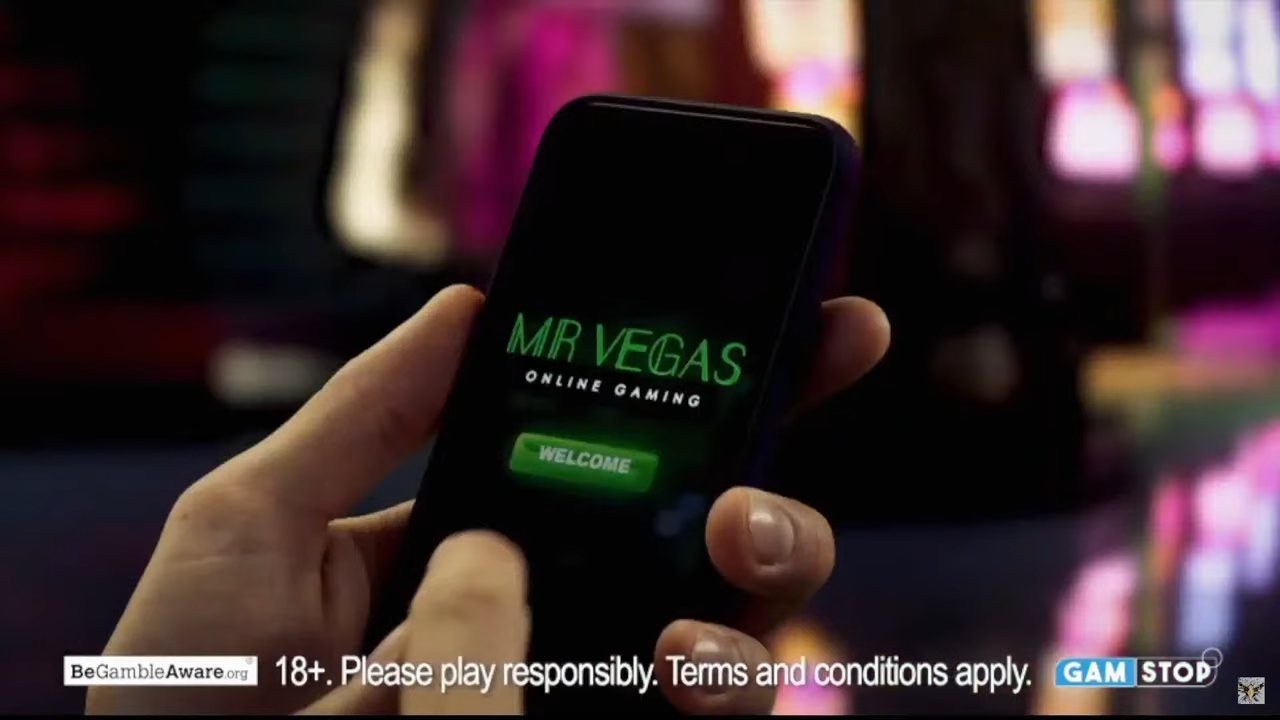 MR VEGAS
ONLINE GAMING
WELCOME
BeGambleAware.org 18+. Please play responsibly. Terms and conditions apply. GAMSTOP